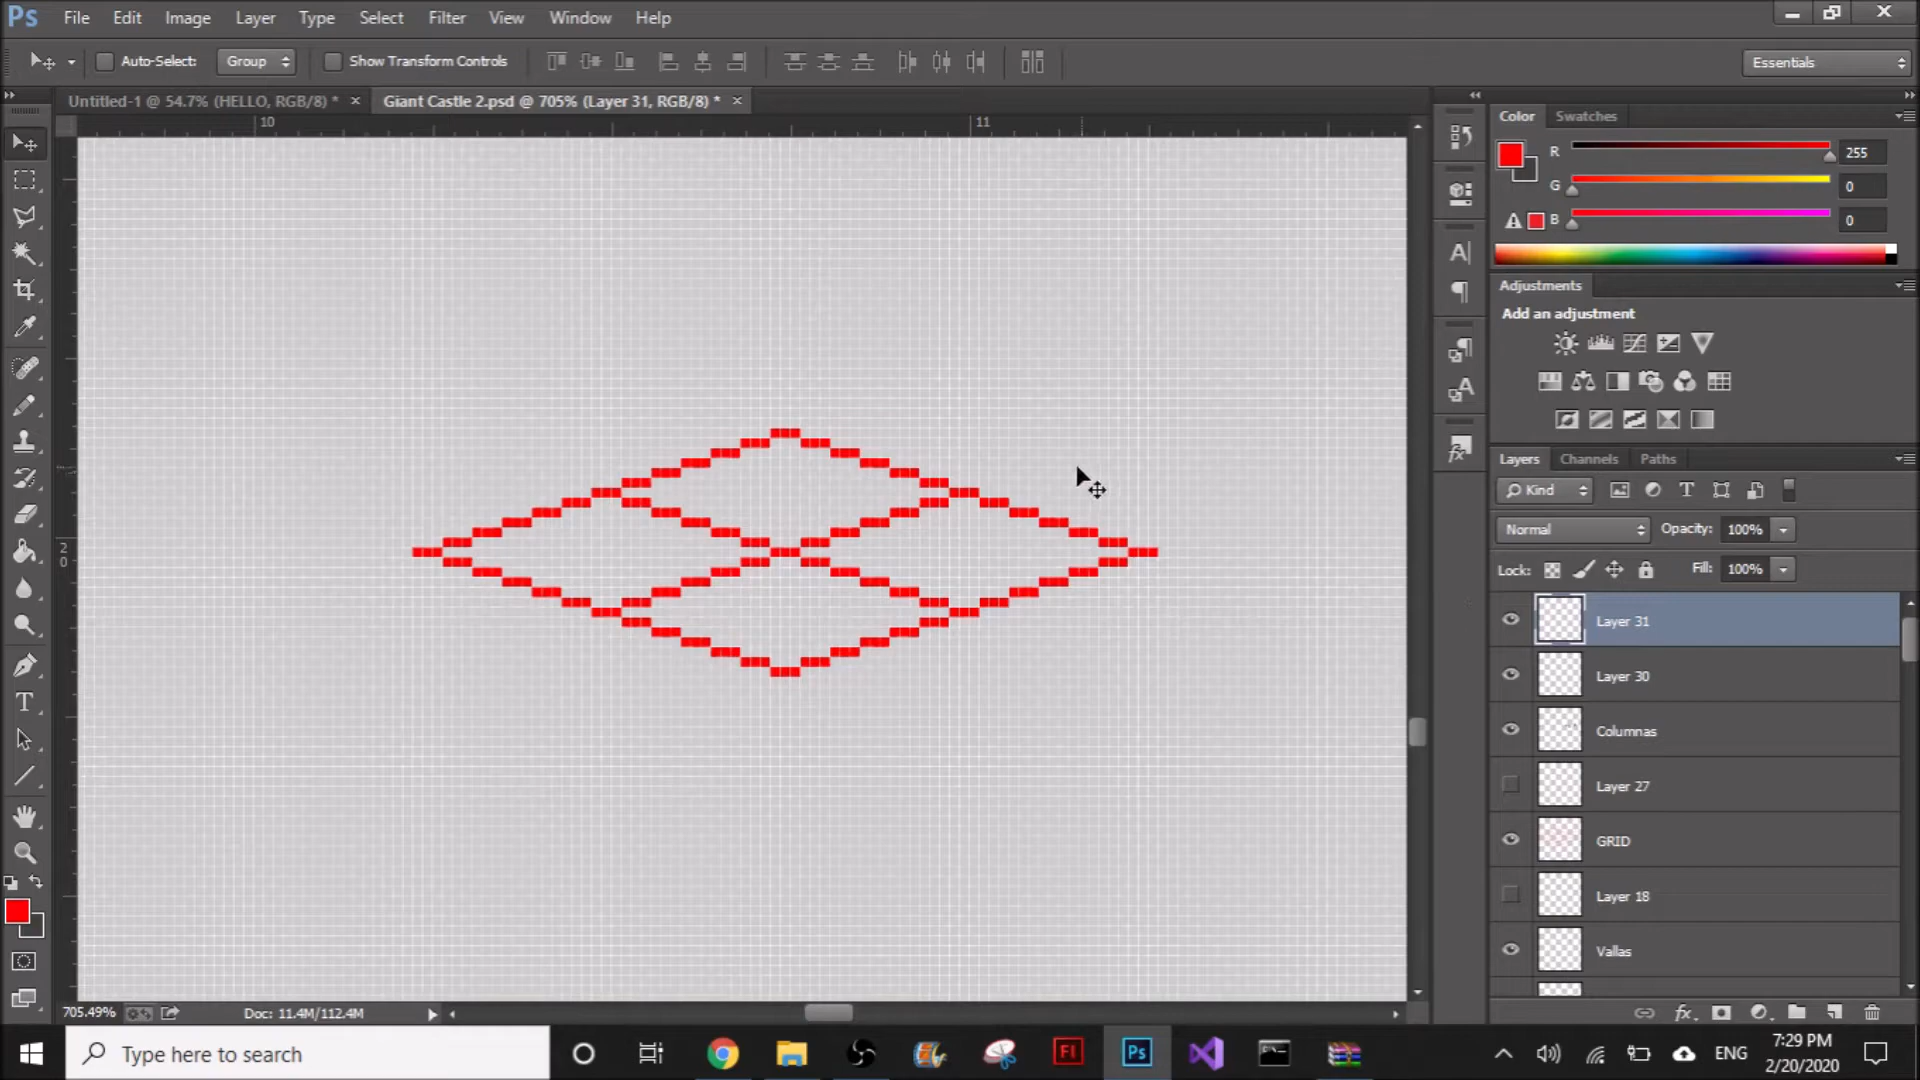 Ps File Edit Image Layer Type Select Filter View Window Help
Auto-Select: Group Show Transform Controls Essentials
Untitled-1 @ 54.7% (HELLO, RGB/8) * × Giant Castle 2.psd @ 705% (Layer 31, RGB/8) * ×
10 11
20
Color Swatches
R 255
G 0
B 0
Adjustments
Add an adjustment
Layers Channels Paths
Kind
Normal Opacity: 100%
Lock: Fill: 100%
Layer 31
Layer 30
Columnas
Layer 27
GRID
Layer 18
Vallas
705.49% Doc: 11.4M/112.4M
Type here to search
Fl Ps
ENG
7:29 PM
2/20/2020